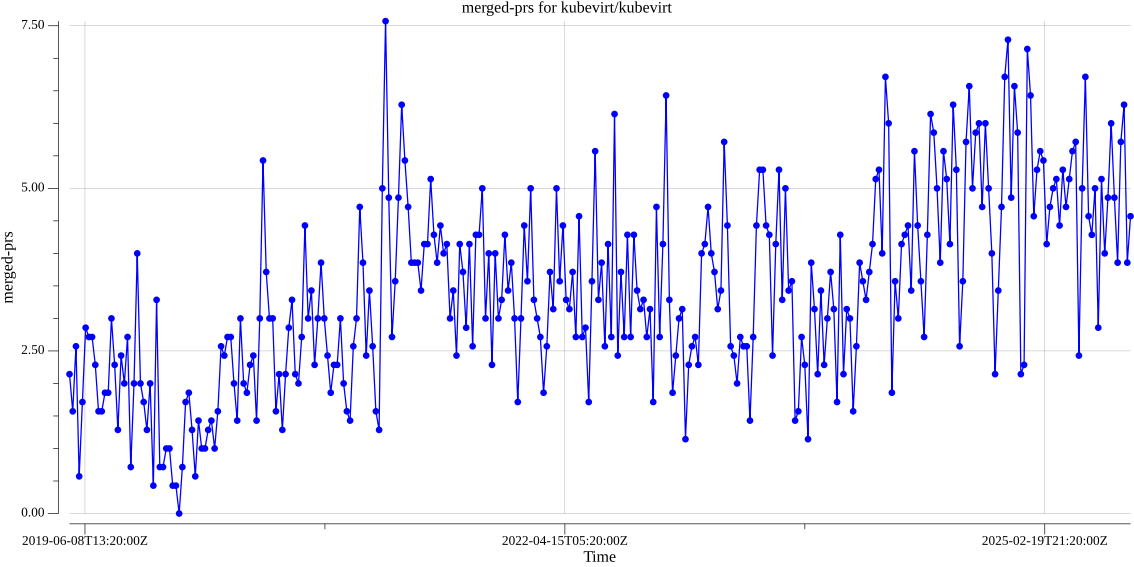 merged-prs for kubevirt/kubevirt
7.50
5.00
2.50
0.00
merged-prs
2019-06-08T13:20:00Z
2022-04-15T05:20:00Z
2025-02-19T21:20:00Z
Time